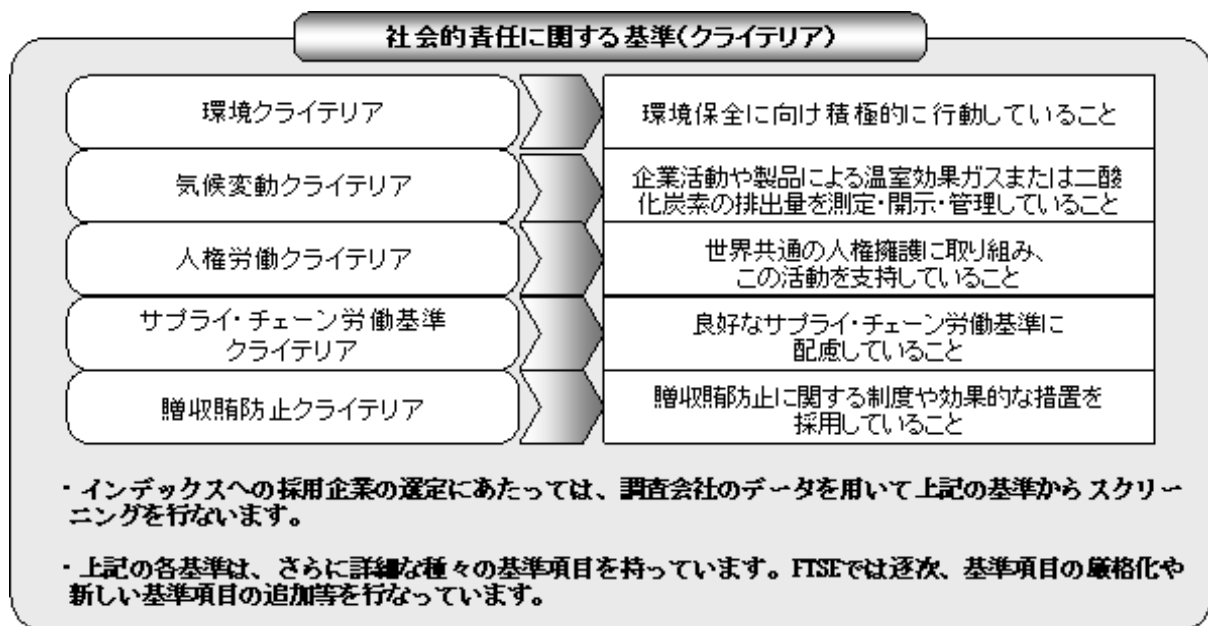 社会的責任に関する基準(クライテリア)
環境クライテリア
環境保全に向け積極的に行動していること
気候変動クライテリア
企業活動や製品による温室効果ガスまたは二酸
化炭素の排出量を測定・開示・管理していること
人権労働クライテリア
世界共通の人権擁護に取り組み、
この活動を支持していること
サプライ・チェーン労働基準
クライテリア
良好なサプライ・チェーン労働基準に
配慮していること
贈収賄防止クライテリア
贈収賄防止に関する制度や効果的な措置を
採用していること
・インデックスへの採用企業の選定にあたっては、調査会社のデータを用いて上記の基準からスクリー
ニングを行ないます。
・上記の各基準は、さらに詳細な種々の基準項目を持っています。FTSEでは逐次、基準項目の厳格化や
新しい基準項目の追加等を行なっています。